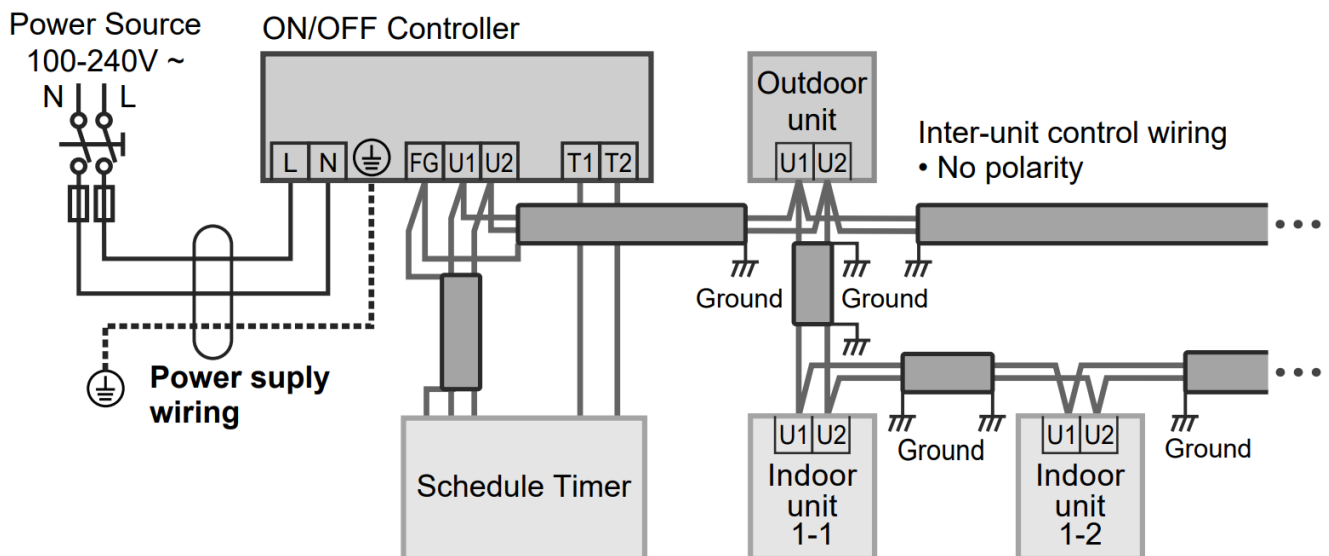 Power Source
100-240V ~
N L
ON/OFF Controller
L N FG U1 U2 T1 T2
Outdoor
unit
U1 U2
Inter-unit control wiring
• No polarity
Ground Ground
Power suply
wiring
Schedule Timer
U1 U2
Indoor
unit
1-1
Ground
U1 U2
Indoor
unit
1-2
Ground